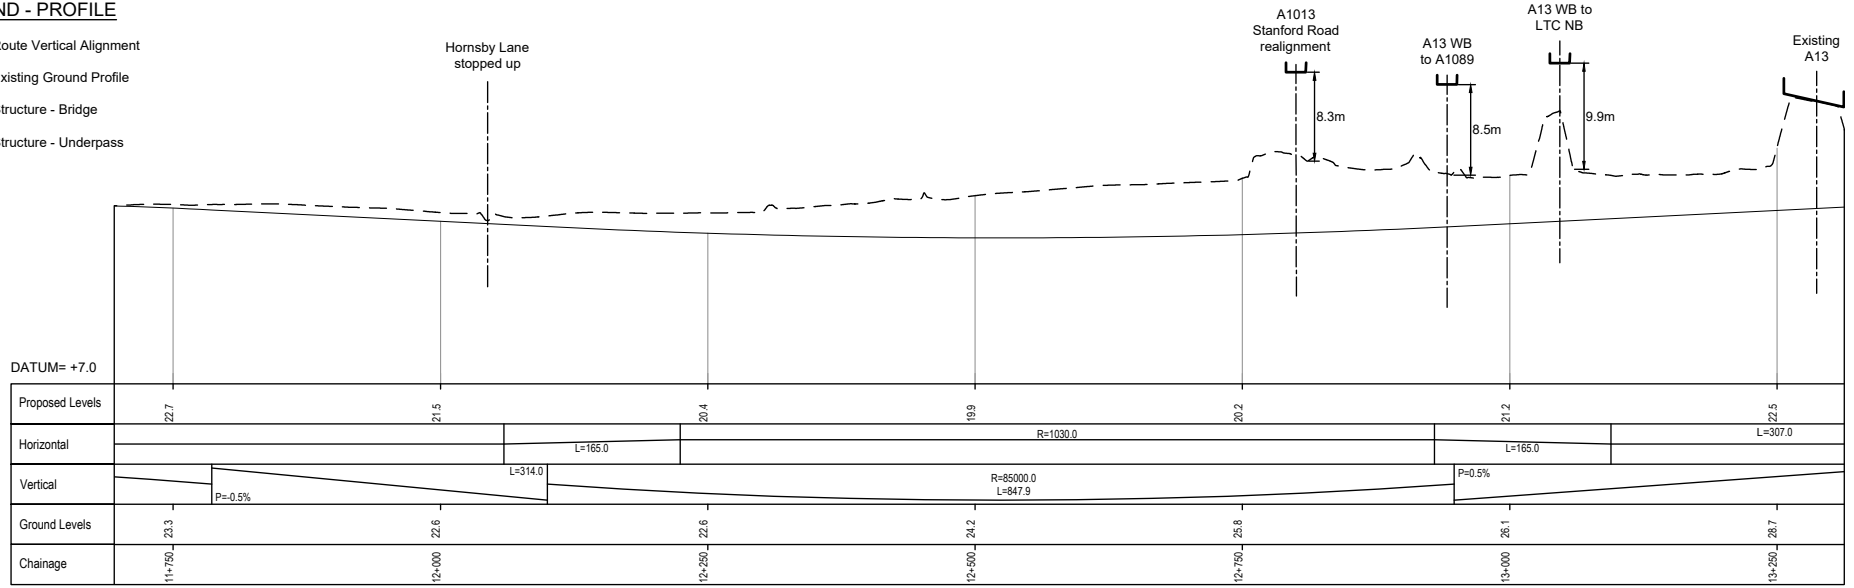 ND - PROFILE
Route Vertical Alignment
Existing Ground Profile
Structure - Bridge
Structure - Underpass
Hornsby Lane
stopped up
A1013
Stanford Road
realignment
8.3m
A13 WB
to A1089
8.5m
A13 WB to
LTC NB
9.9m
Existing
A13
DATUM= +7.0
Proposed Levels 22.7 21.5 20.4 19.9 20.2 21.2 22.5
Horizontal L=165.0 R=1030.0 L=165.0 L=307.0
Vertical P=-0.5% L=314.0 R=85000.0 P=0.5%
L=847.9
Ground Levels 23.3 22.6 22.6 24.2 25.8 26.1 28.7
Chainage 11+750 12+000 12+250 12+500 12+750 13+000 13+250